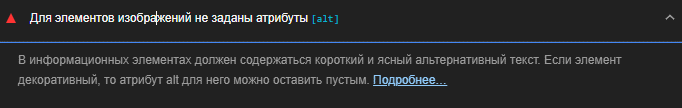 Для элементов изображений не заданы атрибуты [alt]
В информационных элементах должен содержаться короткий и ясный альтернативный текст. Если элемент
декоративный, то атрибут alt для него можно оставить пустым. Подробнее...